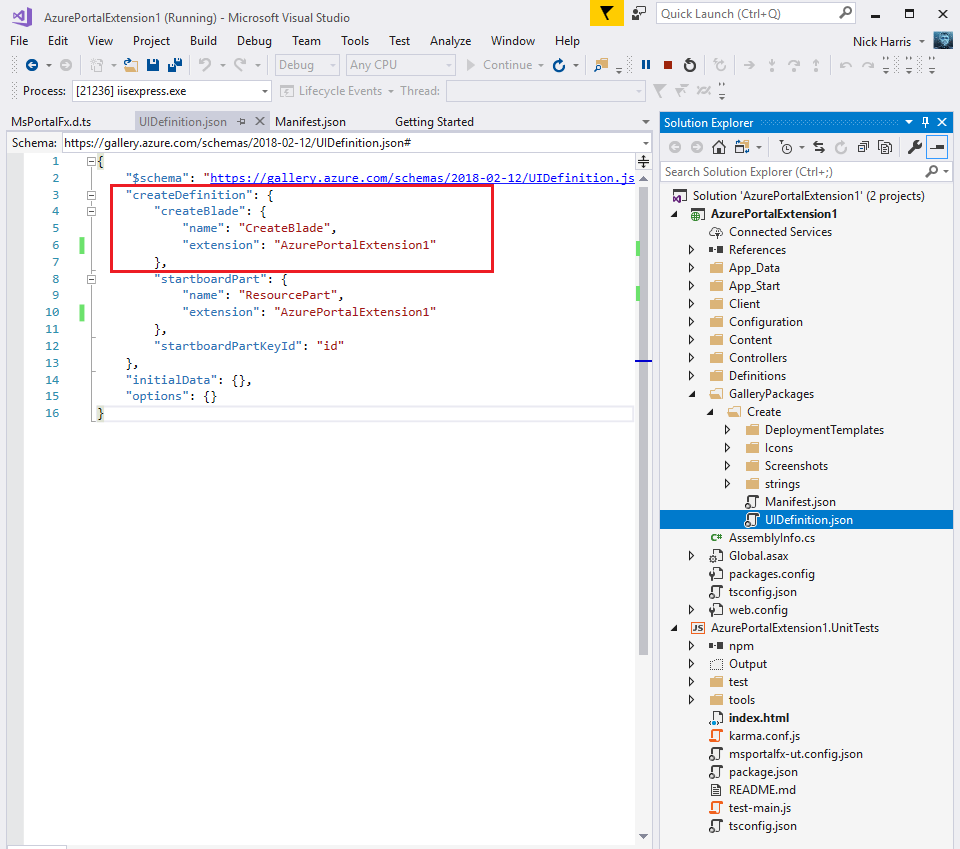 AzurePortalExtension1 (Running) - Microsoft Visual Studio
Quick Launch (Ctrl+Q)
File Edit View Project Build Debug Team Tools Test Analyze Window Help
Nick Harris
Debug Any CPU Continue
Process: [21236] iisexpress.exe Lifecycle Events Thread:
MsPortalFx.d.ts UIDefinition.json Manifest.json Getting Started
Schema: https://gallery.azure.com/schemas/2018-02-12/UIDefinition.json#
1 {
2 "$schema": "https://gallery.azure.com/schemas/2018-02-12/UIDefinition.js
3 "createDefinition": {
4 "createBlade": {
5 "name": "CreateBlade",
6 "extension": "AzurePortalExtension1"
7 },
8 "startboardPart": {
9 "name": "ResourcePart",
10 "extension": "AzurePortalExtension1"
11 },
12 "startboardPartKeyId": "id"
13 },
14 "initialData": {},
15 "options": {}
16 }
Solution Explorer
Search Solution Explorer (Ctrl+;)
Solution 'AzurePortalExtension1' (2 projects)
AzurePortalExtension1
Connected Services
References
App_Data
App_Start
Client
Configuration
Content
Controllers
Definitions
GalleryPackages
Create
DeploymentTemplates
Icons
Screenshots
strings
Manifest.json
UIDefinition.json
C# AssemblyInfo.cs
Global.asax
packages.config
tsconfig.json
web.config
JS AzurePortalExtension1.UnitTests
npm
Output
test
tools
index.html
karma.conf.js
msportalfx-ut.config.json
package.json
README.md
test-main.js
tsconfig.json